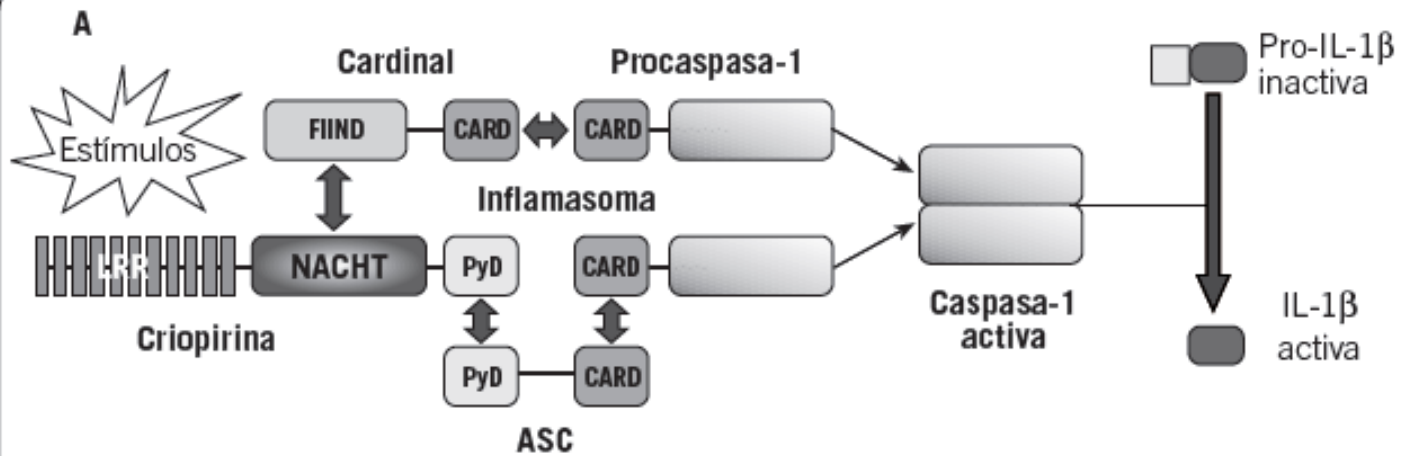 A
Estímulos
Cardinal
Procaspasa-1
FIIND
CARD
CARD
Pro-IL-1β
inactiva
Inflamasoma
LRR
NACHT
PyD
CARD
Criopirina
PyD
CARD
ASC
Caspasa-1
activa
IL-1β
activa